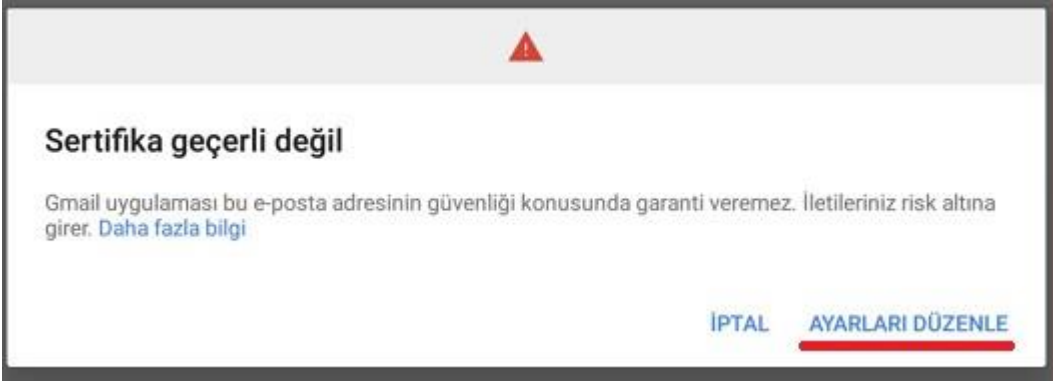 Sertifika geçerli değil
Gmail uygulaması bu e-posta adresinin güvenliği konusunda garanti veremez. İletileriniz risk altına
girer. Daha fazla bilgi
İPTAL AYARLARI DÜZENLE